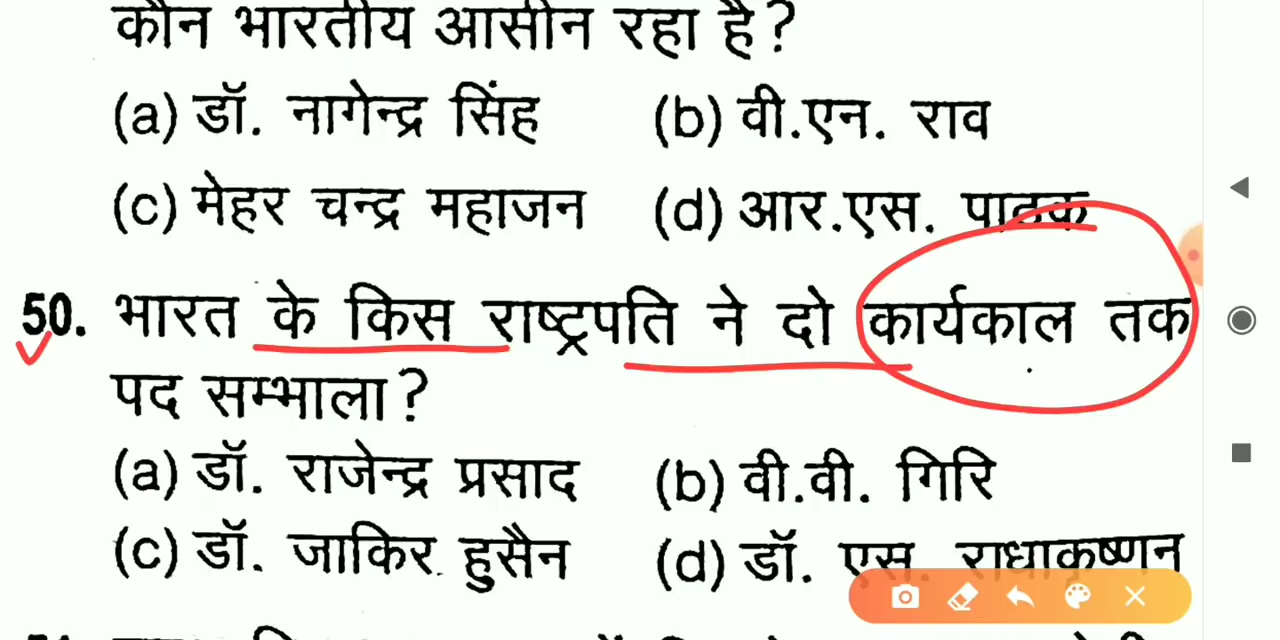 कौन भारतीय आसीन रहा है?
(a) डॉ. नागेन्द्र सिंह (b) वी.एन. राव
(c) मेहर चन्द्र महाजन (d) आर.एस. पाठक
50. भारत के किस राष्ट्रपति ने दो कार्यकाल तक
पद सम्भाला?
(a) डॉ. राजेन्द्र प्रसाद (b) वी.वी. गिरि
(c) डॉ. जाकिर हुसैन (d) डॉ. एस. राधाकृष्णन